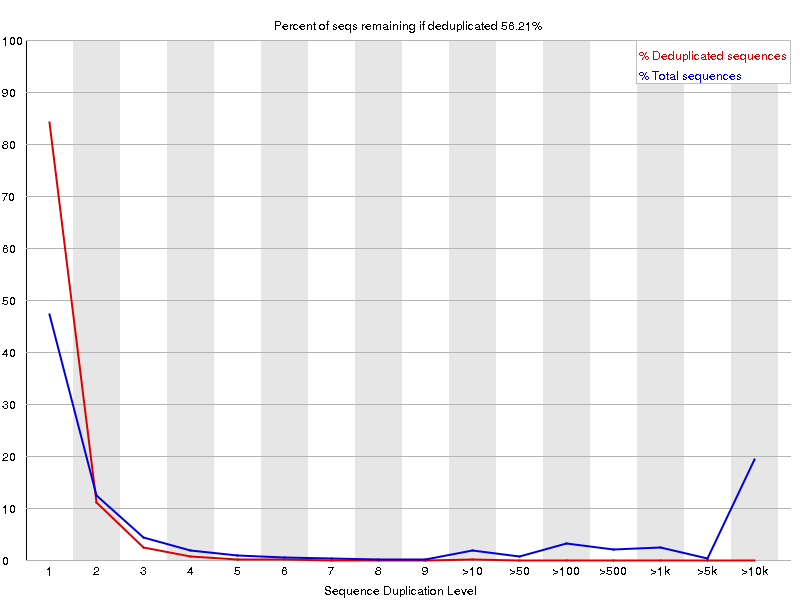 Percent of seqs remaining if deduplicated 56.21%
% Deduplicated sequences
% Total sequences
100
90
80
70
60
50
40
30
20
10
0
1 2 3 4 5 6 7 8 9 >10 >50 >100 >500 >1k >5k >10k
Sequence Duplication Level